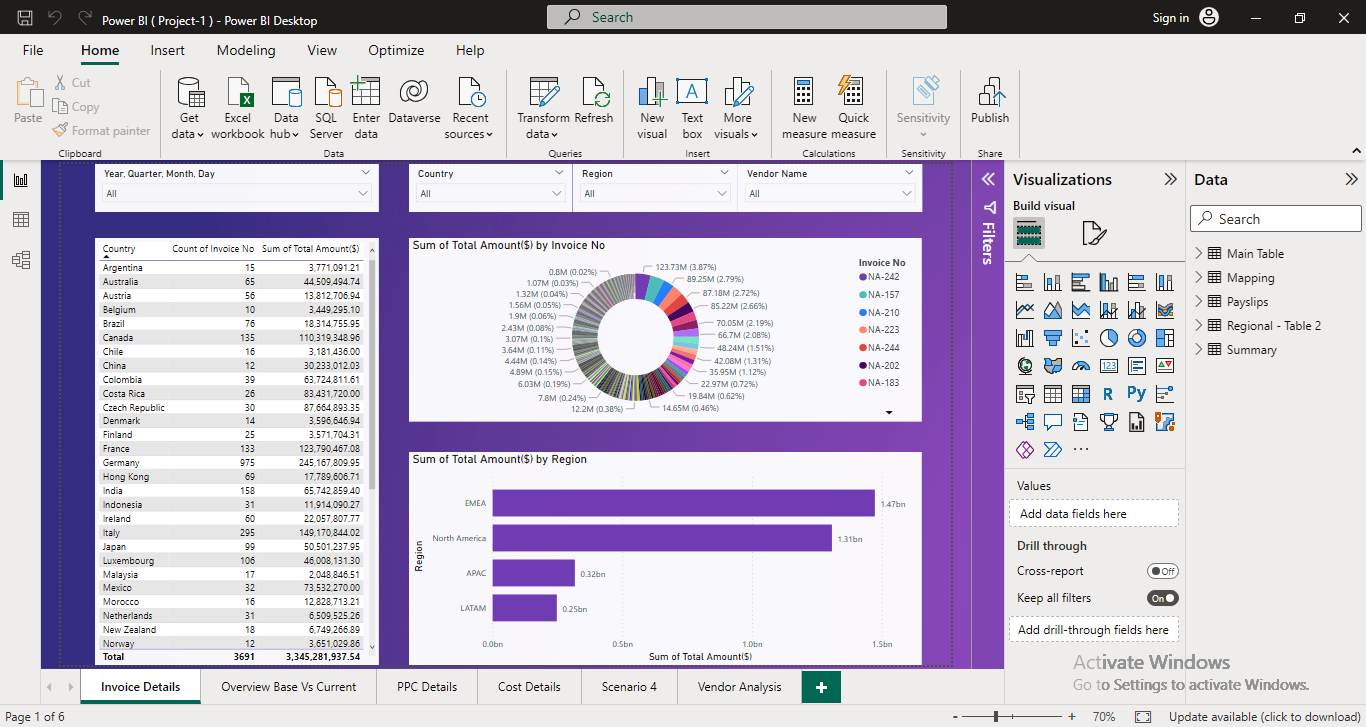 Power BI ( Project-1 ) - Power BI Desktop
Search
Sign in
File Home Insert Modeling View Optimize Help
Paste
Cut
Copy
Format painter
Clipboard
Get data
Excel workbook
Data hub
SQL Server
Enter data
Dataverse
Recent sources
Data
Transform data
Refresh
Queries
New visual
Text box
More visuals
Insert
New measure
Quick measure
Calculations
Sensitivity
Sensitivity
Publish
Share
Year, Quarter, Month, Day
All
Country
All
Region
All
Vendor Name
All
Country Count of Invoice No Sum of Total Amount($)
Argentina 15 3,771,091.21
Australia 65 44,509,494.74
Austria 56 13,812,706.94
Belgium 10 3,449,295.10
Brazil 76 18,314,755.95
Canada 135 110,319,348.96
Chile 16 3,181,436.00
China 12 30,233,012.03
Colombia 39 63,724,811.61
Costa Rica 26 83,431,720.00
Czech Republic 30 87,664,893.35
Denmark 14 3,596,646.94
Finland 25 3,571,704.31
France 133 123,790,467.08
Germany 975 245,167,809.95
Hong Kong 69 17,789,606.71
India 158 65,742,859.40
Indonesia 31 11,914,090.27
Ireland 60 22,057,807.77
Italy 295 149,170,844.02
Japan 99 50,501,237.95
Luxembourg 106 46,008,131.30
Malaysia 17 2,048,846.51
Mexico 32 73,532,270.00
Morocco 16 12,828,713.21
Netherlands 31 6,509,525.26
New Zealand 18 6,749,266.89
Norway 12 3,651,029.86
Total 3691 3,345,281,937.54
Sum of Total Amount($) by Invoice No
123.73M (3.87%)
89.25M (2.79%)
87.18M (2.72%)
85.22M (2.66%)
70.05M (2.19%)
66.7M (2.08%)
48.24M (1.51%)
42.08M (1.31%)
35.95M (1.12%)
22.97M (0.72%)
19.84M (0.62%)
14.65M (0.46%)
12.2M (0.38%)
7.8M (0.24%)
6.03M (0.19%)
4.89M (0.15%)
4.44M (0.14%)
3.64M (0.11%)
3.07M (0.1%)
2.43M (0.08%)
1.9M (0.06%)
1.56M (0.05%)
1.32M (0.04%)
1.07M (0.03%)
0.8M (0.02%)
Invoice No
NA-242
NA-157
NA-210
NA-223
NA-244
NA-202
NA-183
Sum of Total Amount($) by Region
Region
EMEA 1.47bn
North America 1.31bn
APAC 0.32bn
LATAM 0.25bn
0.0bn 0.5bn 1.0bn 1.5bn
Sum of Total Amount($)
Filters
Visualizations
Build visual
123
R
Py
Values
Add data fields here
Drill through
Cross-report Off
Keep all filters On
Add drill-through fields here
Data
Search
Main Table
Mapping
Payslips
Regional - Table 2
Summary
Activate Windows
Go to Settings to activate Windows.
Invoice Details
Overview Base Vs Current
PPC Details
Cost Details
Scenario 4
Vendor Analysis
Page 1 of 6
70%
Update available (click to download)